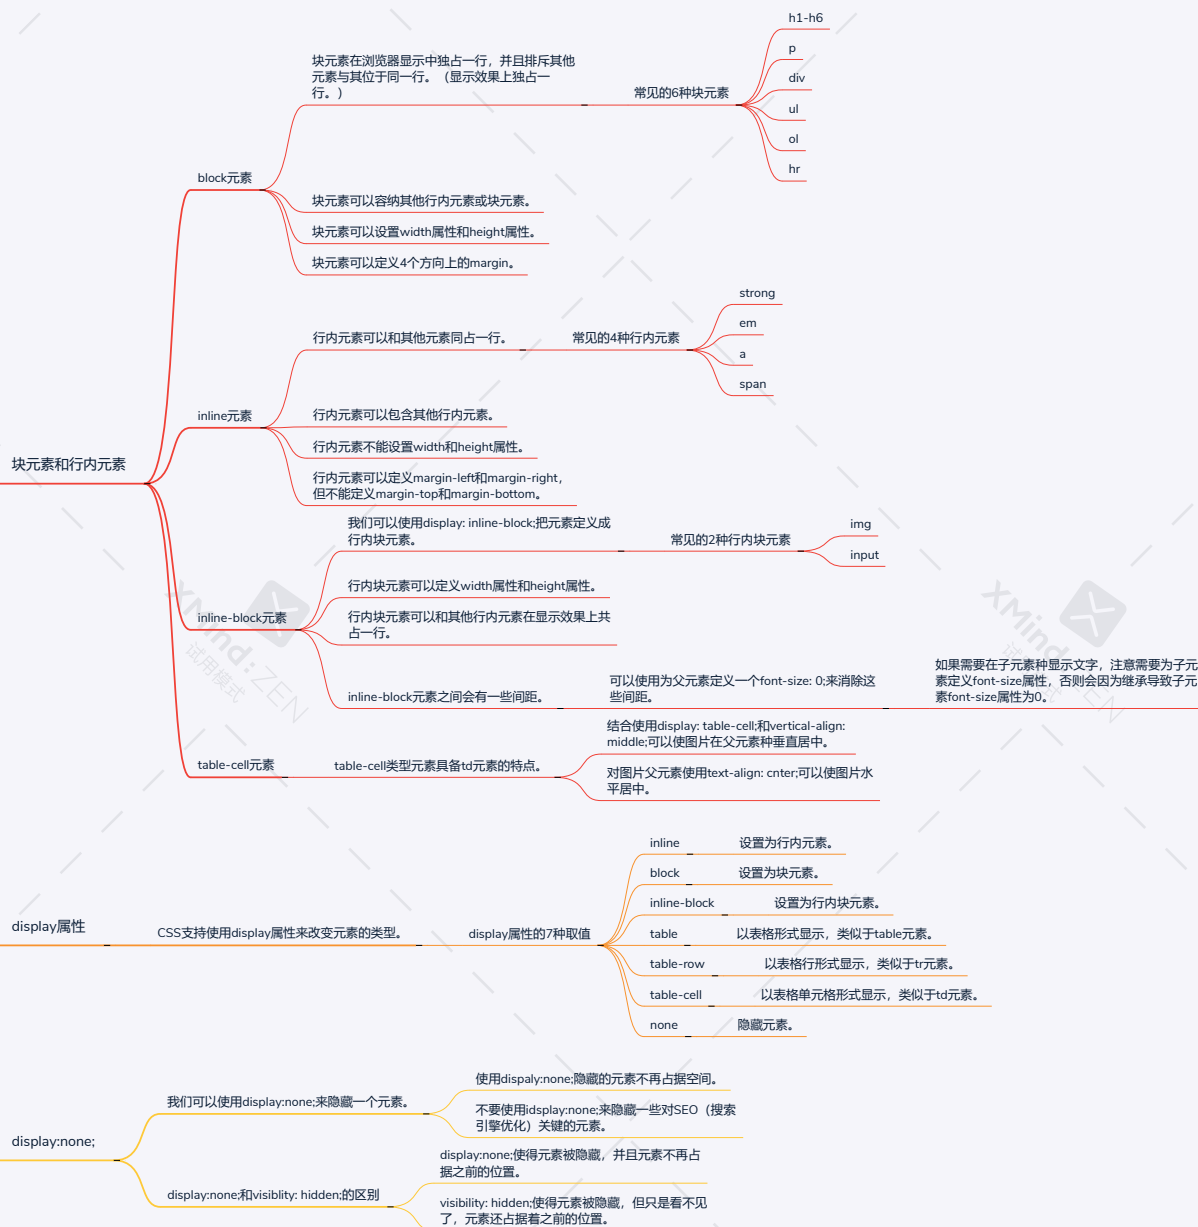 块元素和行内元素
block元素
块元素在浏览器显示中独占一行，并且排斥其他
元素与其位于同一行。（显示效果上独占一
行。）
常见的6种块元素
h1-h6
p
div
ul
ol
hr
块元素可以容纳其他行内元素或块元素。
块元素可以设置width属性和height属性。
块元素可以定义4个方向上的margin。
inline元素
行内元素可以和其他元素同占一行。
常见的4种行内元素
strong
em
a
span
行内元素可以包含其他行内元素。
行内元素不能设置width和height属性。
行内元素可以定义margin-left和margin-right，
但不能定义margin-top和margin-bottom。
inline-block元素
我们可以使用display: inline-block;把元素定义成
行内块元素。
常见的2种行内块元素
img
input
行内块元素可以定义width属性和height属性。
行内块元素可以和其他行内元素在显示效果上共
占一行。
inline-block元素之间会有一些间距。
可以使用为父元素定义一个font-size: 0;来消除这
些间距。
如果需要在子元素种显示文字，注意需要为子元
素定义font-size属性，否则会因为继承导致子元
素font-size属性为0。
table-cell元素
table-cell类型元素具备td元素的特点。
结合使用display: table-cell;和vertical-align:
middle;可以使图片在父元素种垂直居中。
对图片父元素使用text-align: cnter;可以使图片水
平居中。
display属性
CSS支持使用display属性来改变元素的类型。
display属性的7种取值
inline
设置为行内元素。
block
设置为块元素。
inline-block
设置为行内块元素。
table
以表格形式显示，类似于table元素。
table-row
以表格行形式显示，类似于tr元素。
table-cell
以表格单元格形式显示，类似于td元素。
none
隐藏元素。
display:none;
我们可以使用display:none;来隐藏一个元素。
使用dispaly:none;隐藏的元素不再占据空间。
不要使用idsplay:none;来隐藏一些对SEO（搜索
引擎优化）关键的元素。
display:none;和visiblity: hidden;的区别
display:none;使得元素被隐藏，并且元素不再占
据之前的位置。
visibility: hidden;使得元素被隐藏，但只是看不见
了，元素还占据着之前的位置。
XMind: ZEN
试用模式
XMind
试用模式